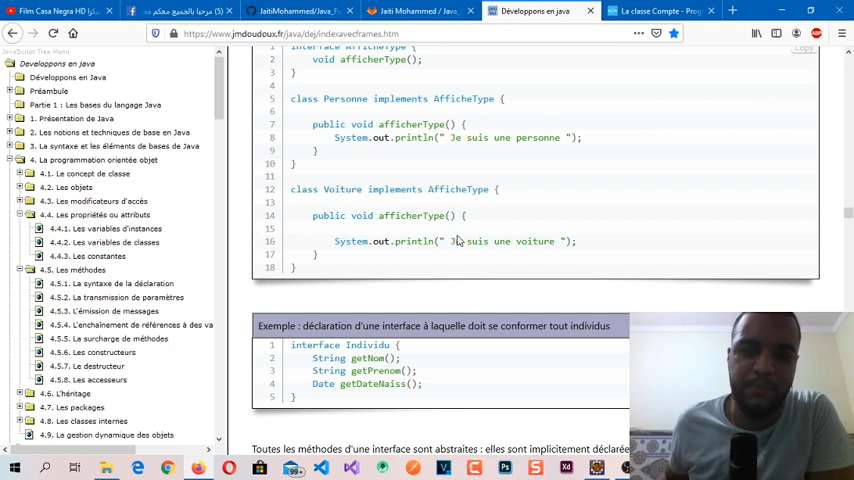 Film Casa Negra HD
(5) مرحبا بالجميع معكم
JaitiMohammed/Java_Fu
Jaiti Mohammed / Java_
Développons en java
La classe Compte - Prog
https://www.jmdoudoux.fr/java/dej/indexavecframes.htm
99+
JavaScript Tree Menu
Developpons en java
Développons en Java
Préambule
Partie 1 : Les bases du langage Java
1. Présentation de Java
2. Les notions et techniques de base en Java
3. La syntaxe et les éléments de bases de Java
4. La programmation orientée objet
4.1. Le concept de classe
4.2. Les objets
4.3. Les modificateurs d'accès
4.4. Les propriétés ou attributs
4.4.1. Les variables d'instances
4.4.2. Les variables de classes
4.4.3. Les constantes
4.5. Les méthodes
4.5.1. La syntaxe de la déclaration
4.5.2. La transmission de paramètres
4.5.3. L'émission de messages
4.5.4. L'enchaînement de références à des va
4.5.5. La surcharge de méthodes
4.5.6. Les constructeurs
4.5.7. Le destructeur
4.5.8. Les accesseurs
4.6. L'héritage
4.7. Les packages
4.8. Les classes internes
4.9. La gestion dynamique des objets
Copy
1 interface AfficheType {
2 void afficherType();
3 }
4
5 class Personne implements AfficheType {
6
7 public void afficherType() {
8 System.out.println(" Je suis une personne ");
9 }
10 }
11
12 class Voiture implements AfficheType {
13
14 public void afficherType() {
15
16 System.out.println(" Je suis une voiture ");
17 }
18 }
Exemple : déclaration d'une interface à laquelle doit se conformer tout individus
1 interface Individu {
2 String getNom();
3 String getPrenom();
4 Date getDateNaiss();
5 }
Toutes les méthodes d'une interface sont abstraites : elles sont implicitement déclarée